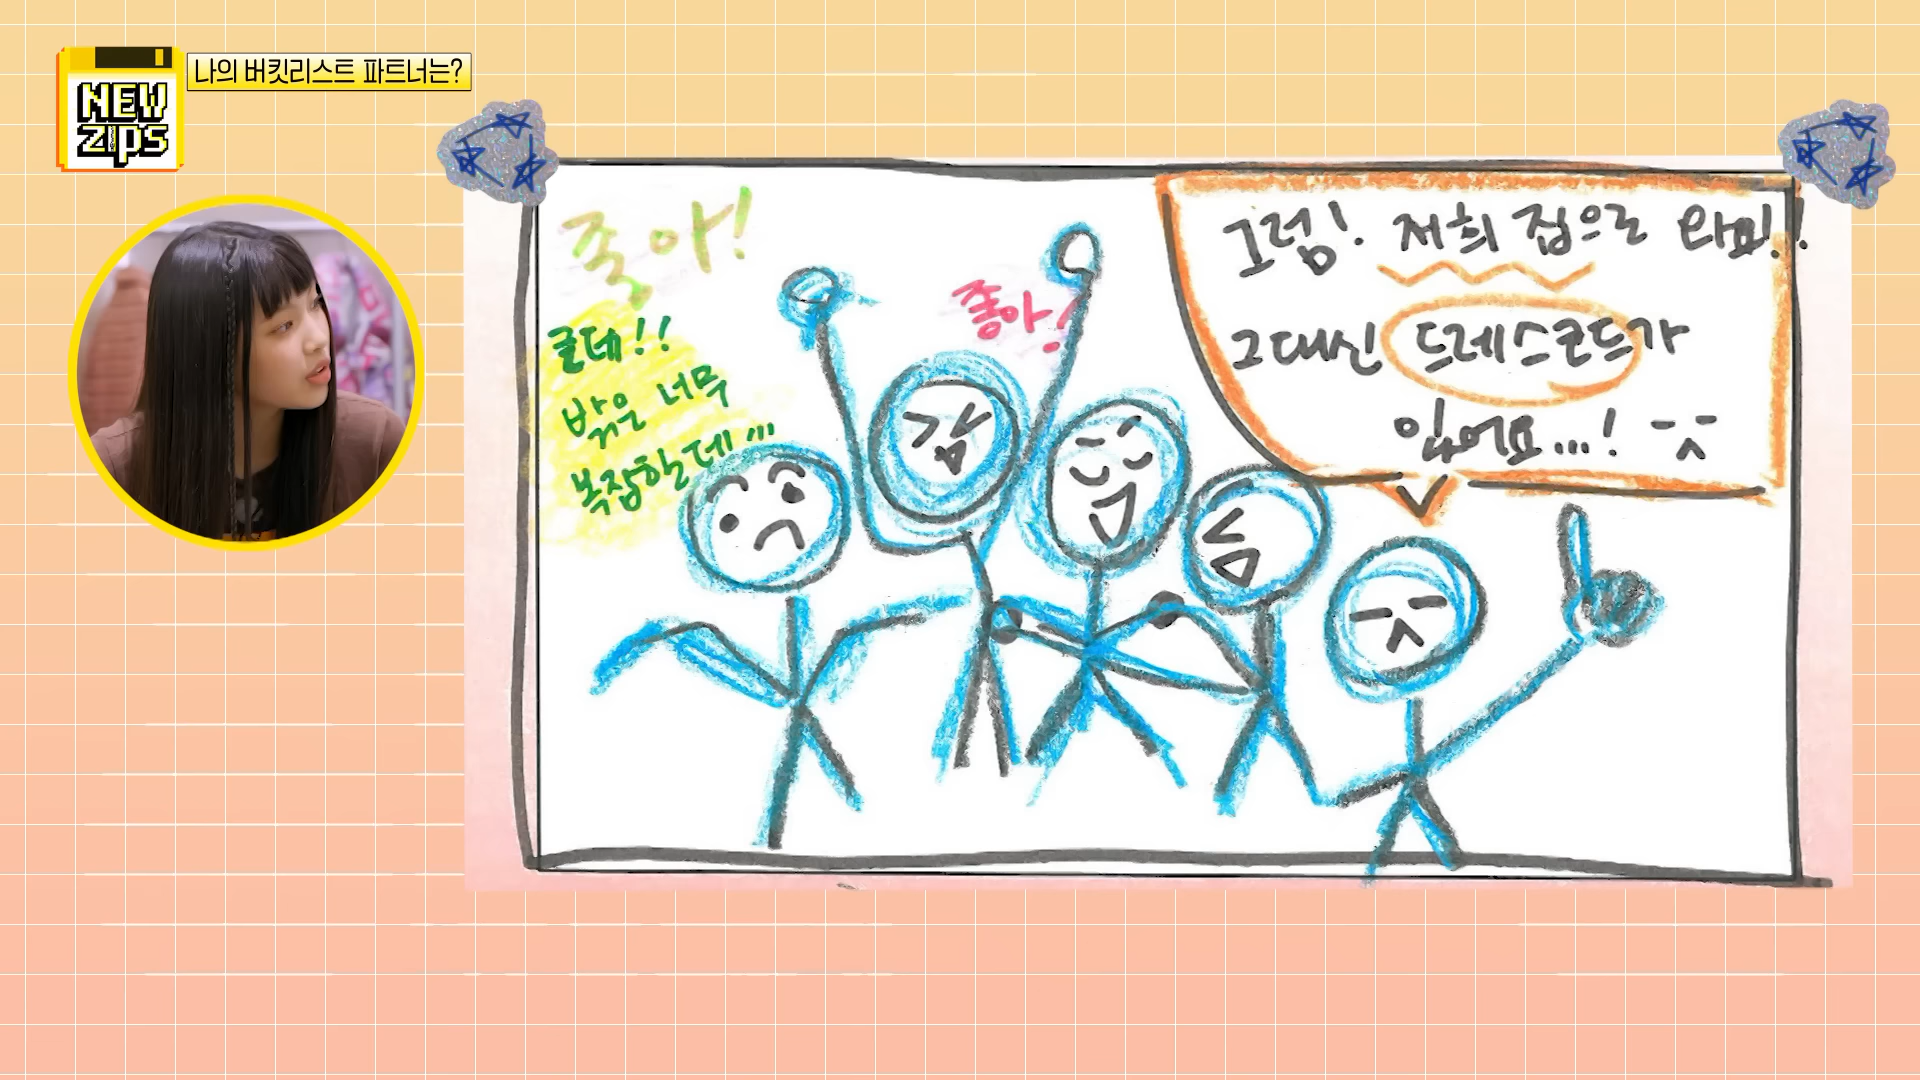 NEW
ZIPS
나의 버킷리스트 파트너는?
좋아!
근데!!
밖은 너무
복잡할데...
좋아!
그럼! 저희 집으로 와요!!
그대신 드레스코드가
있어요...!